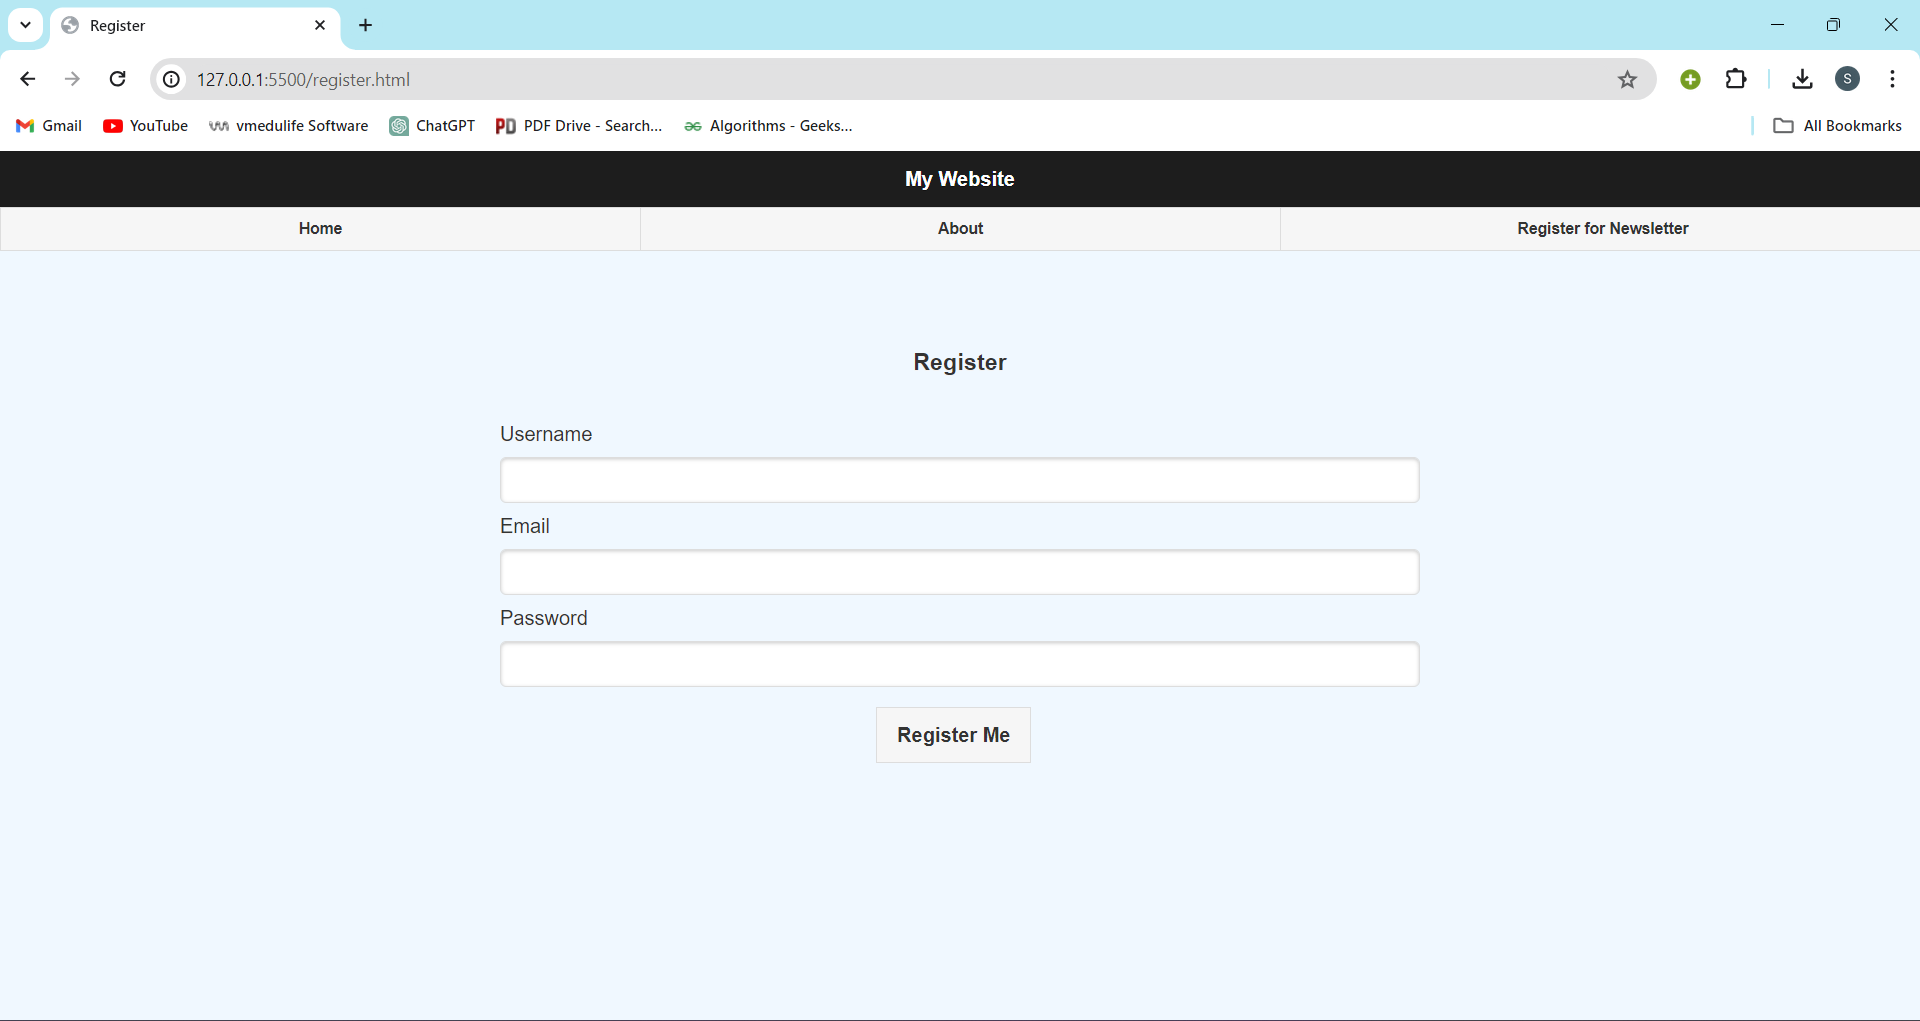 Register
127.0.0.1:5500/register.html
S
Gmail YouTube vmedulife Software ChatGPT PDF Drive - Search... Algorithms - Geeks... All Bookmarks
My Website
Home About Register for Newsletter
Register
Username
Email
Password
Register Me